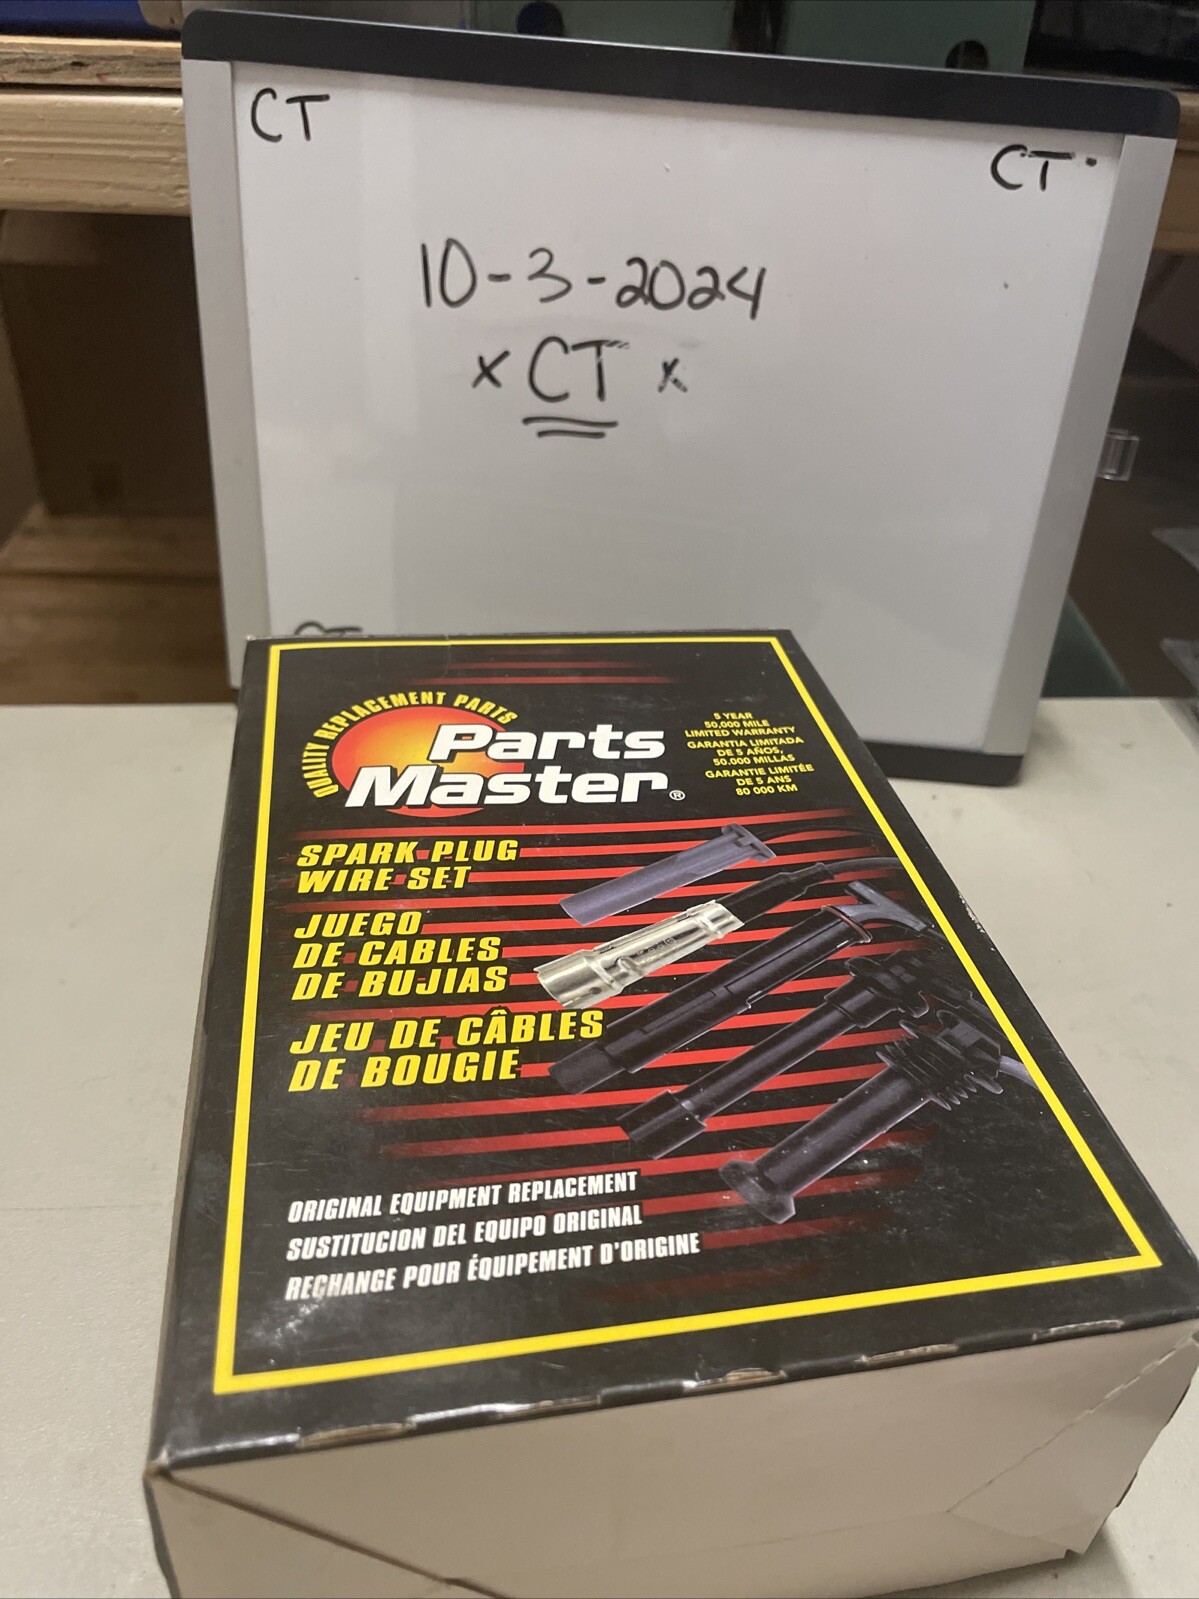 CT
CT
10-3-2024
x CT x
CT
QUALITY REPLACEMENT PARTS
Parts
Master®
5 YEAR
50,000 MILE
LIMITED WARRANTY
GARANTIA LIMITADA
DE 5 AÑOS,
50.000 MILLAS
GARANTIE LIMITÉE
DE 5 ANS
80 000 KM
SPARK PLUG
WIRE SET
JUEGO
DE CABLES
DE BUJIAS
JEU DE CÂBLES
DE BOUGIE
ORIGINAL EQUIPMENT REPLACEMENT
SUSTITUCION DEL EQUIPO ORIGINAL
RECHANGE POUR ÉQUIPEMENT D'ORIGINE